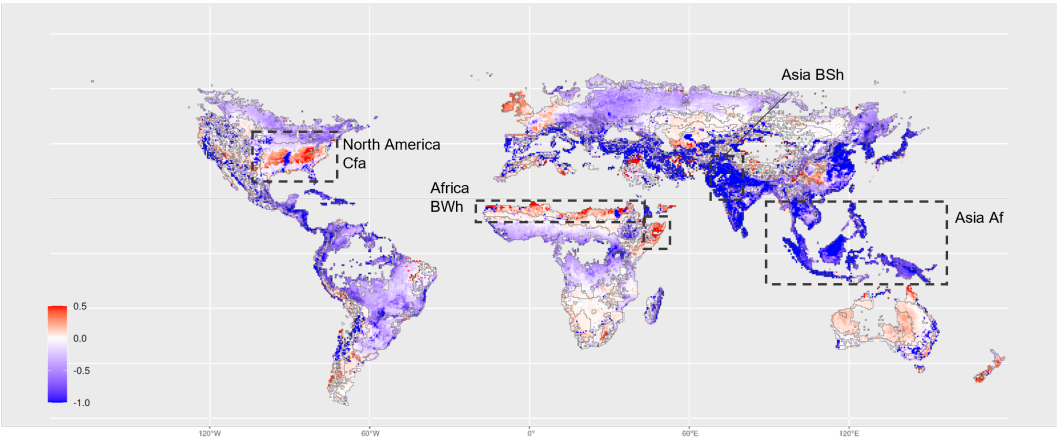 Asia BSh
North America
Cfa
Africa
BWh
Asia Af
0.5
0.0
-0.5
-1.0
120°W
60°W
0°
60°E
120°E